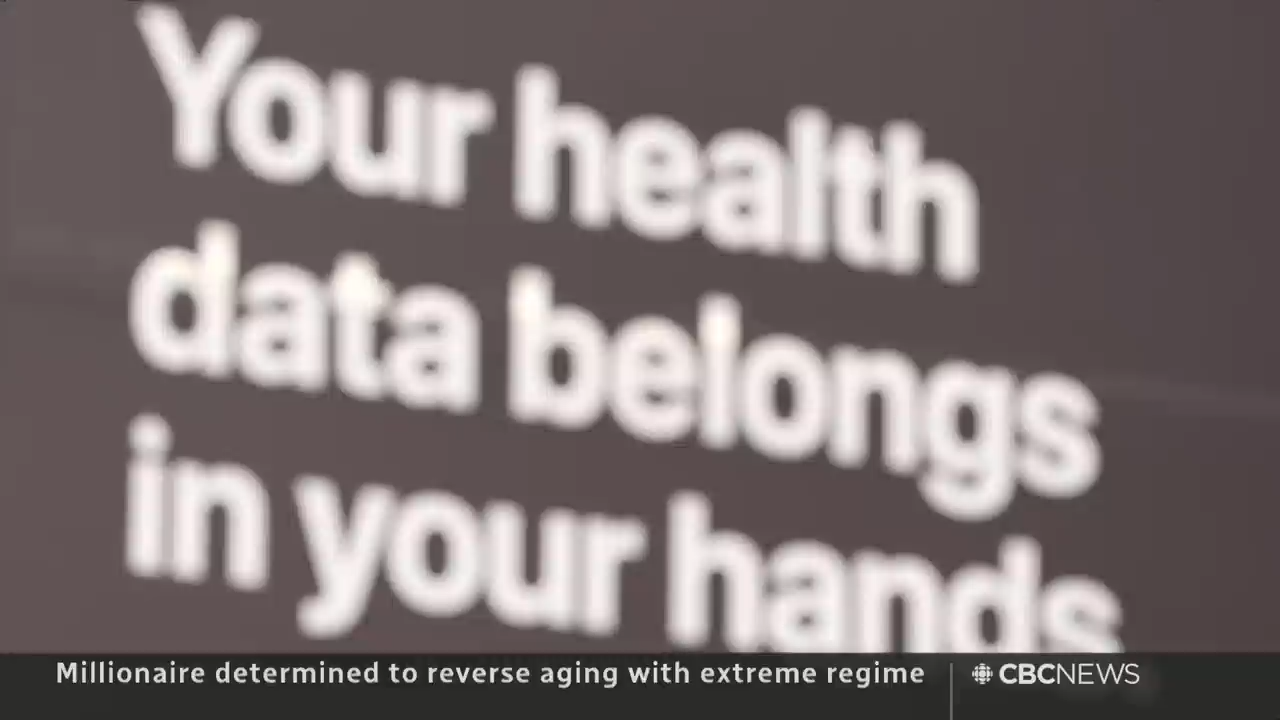 Your health
data belongs
in your hands
Millionaire determined to reverse aging with extreme regime
CBCNEWS